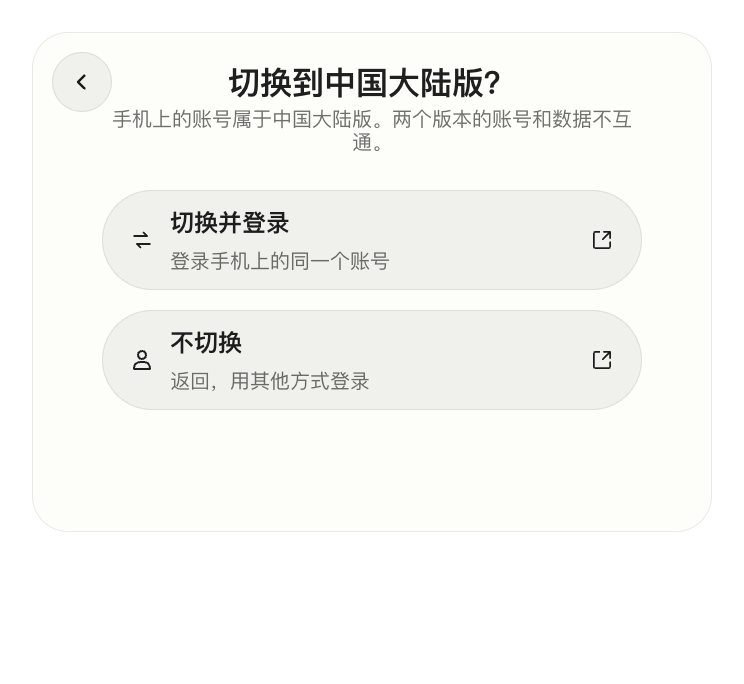 切换到中国大陆版？
手机上的账号属于中国大陆版。两个版本的账号和数据不互
通。
切换并登录
登录手机上的同一个账号
不切换
返回，用其他方式登录